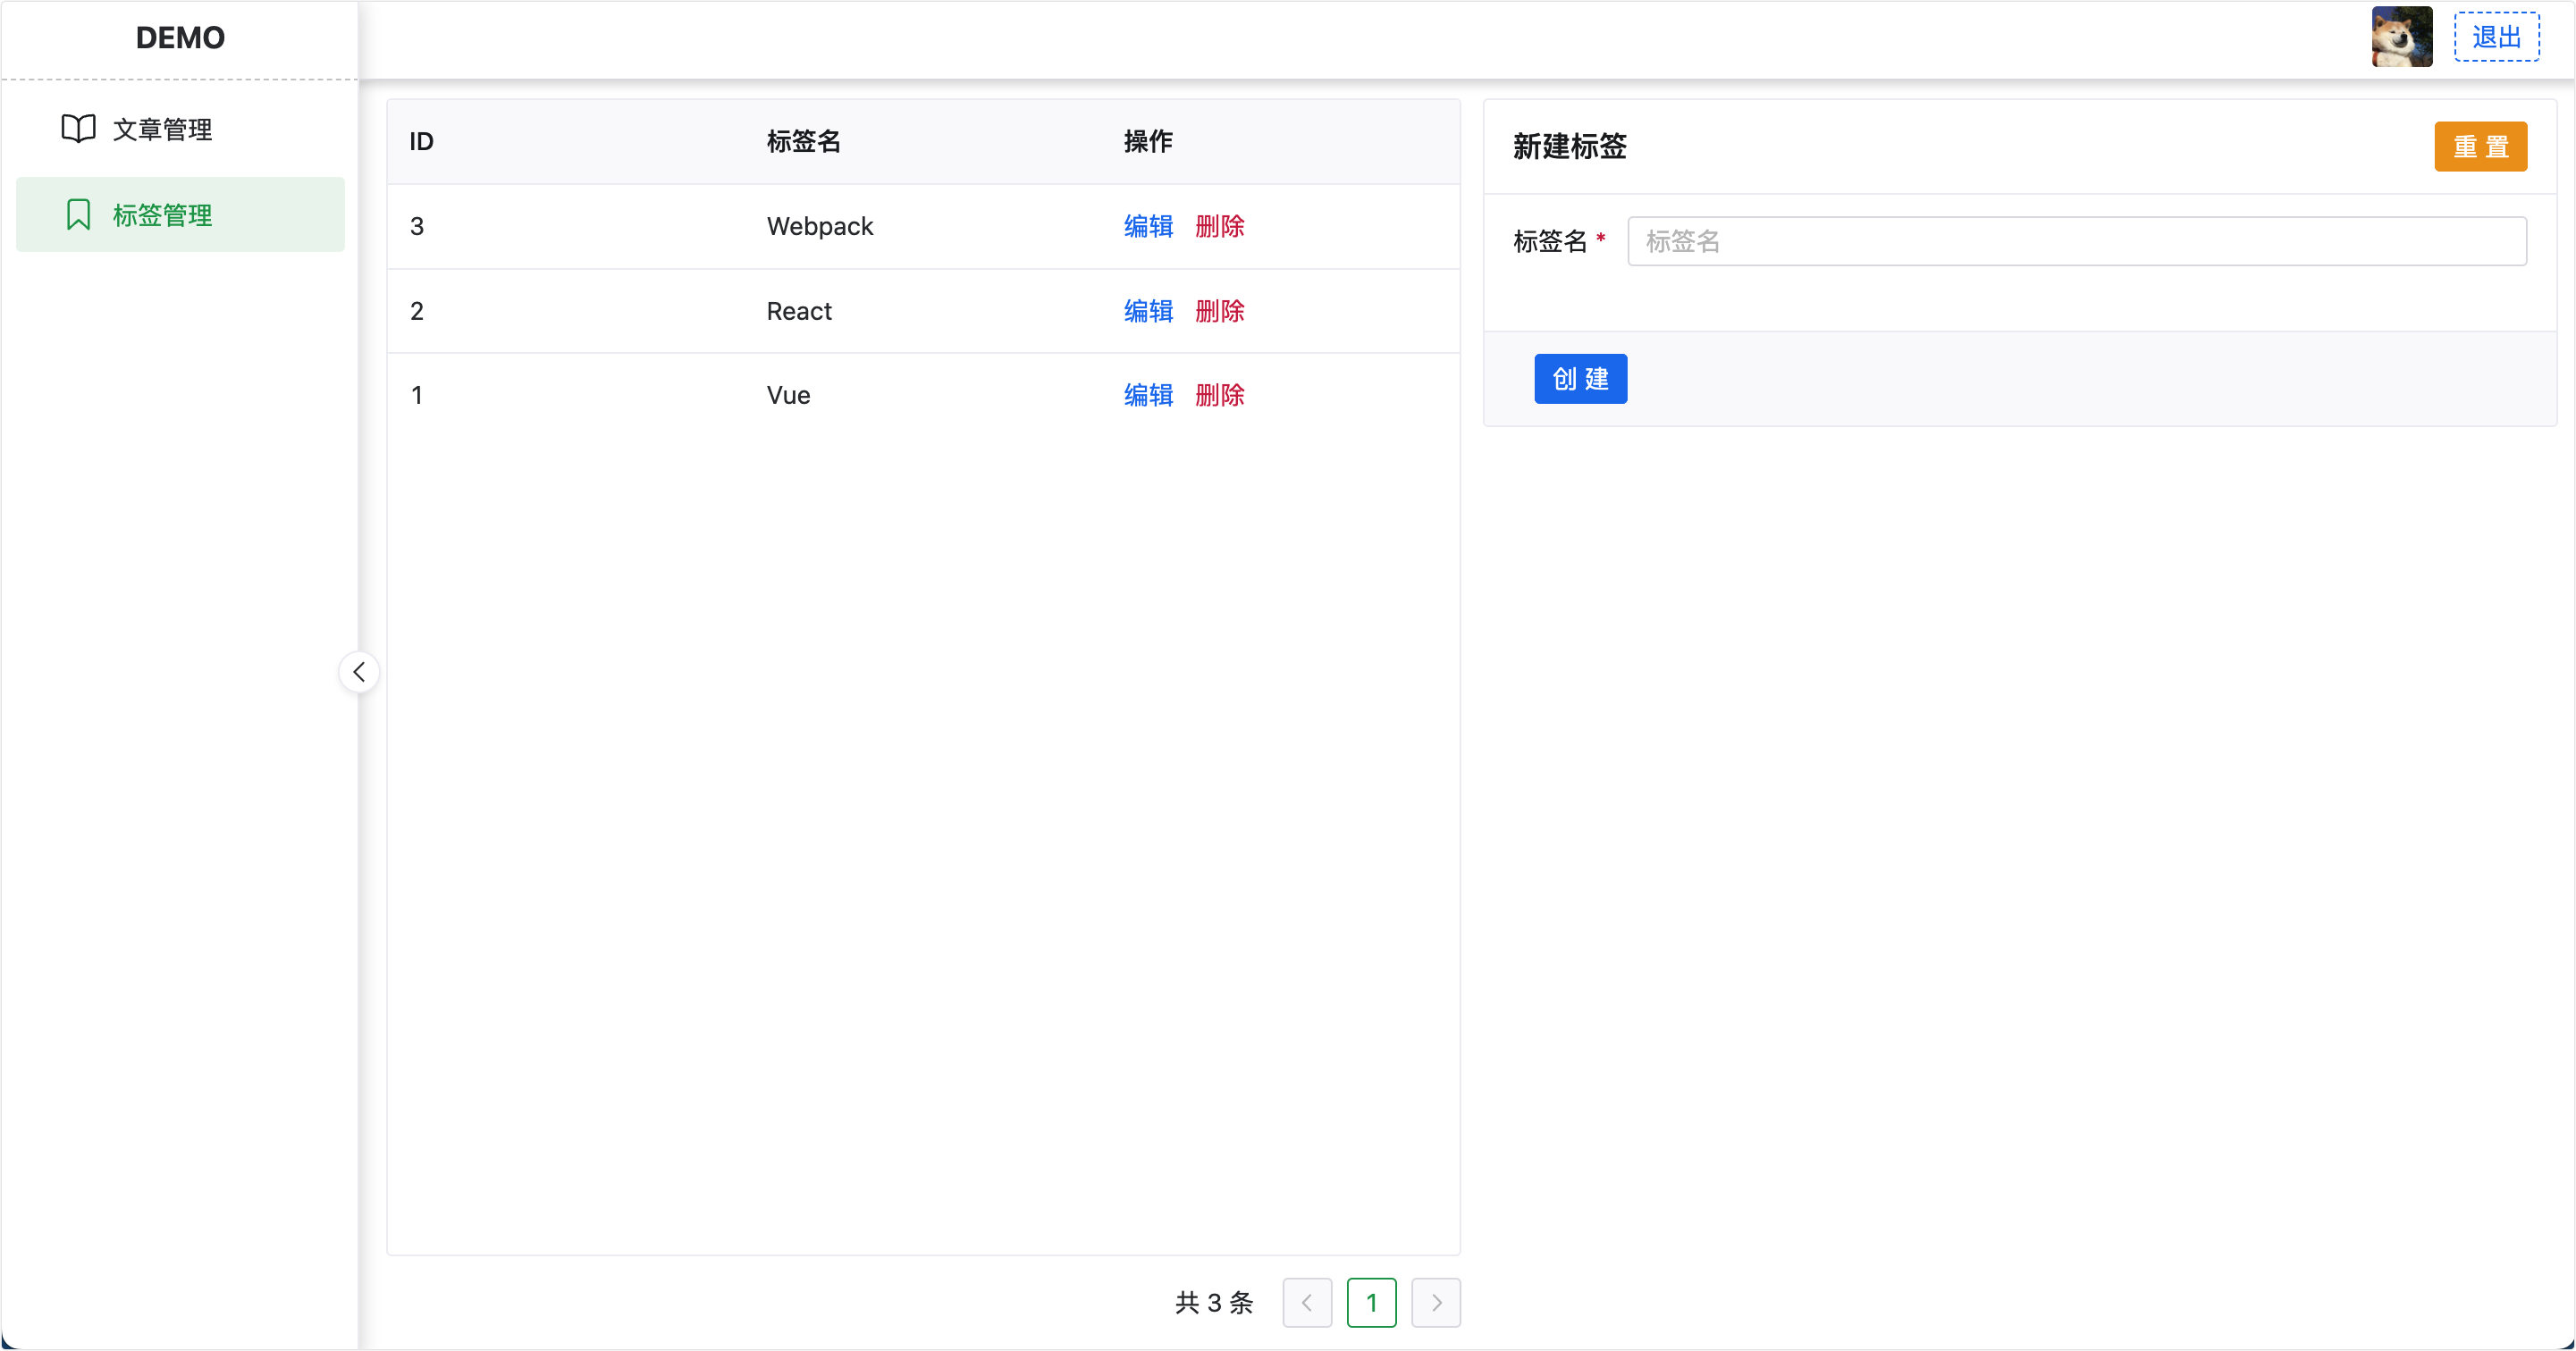 DEMO
退出
文章管理
标签管理
ID 标签名 操作
3 Webpack 编辑 删除
2 React 编辑 删除
1 Vue 编辑 删除
共 3 条 1
新建标签 重 置
标签名 * 标签名
创 建